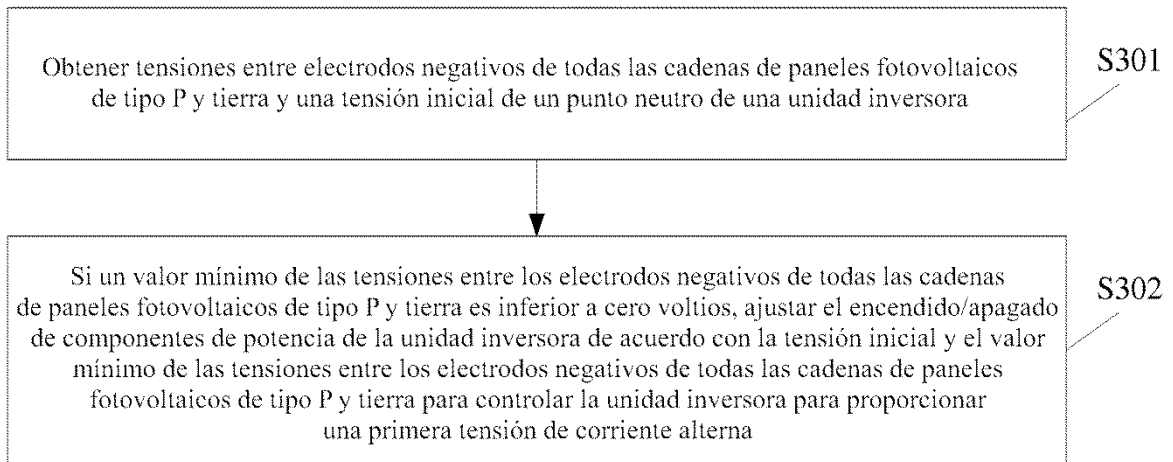 Obtener tensiones entre electrodos negativos de todas las cadenas de paneles fotovoltaicos
de tipo P y tierra y una tensión inicial de un punto neutro de una unidad inversora
S301
Si un valor mínimo de las tensiones entre los electrodos negativos de todas las cadenas
de paneles fotovoltaicos de tipo P y tierra es inferior a cero voltios, ajustar el encendido/apagado
de componentes de potencia de la unidad inversora de acuerdo con la tensión inicial y el valor
mínimo de las tensiones entre los electrodos negativos de todas las cadenas de paneles
fotovoltaicos de tipo P y tierra para controlar la unidad inversora para proporcionar
una primera tensión de corriente alterna
S302